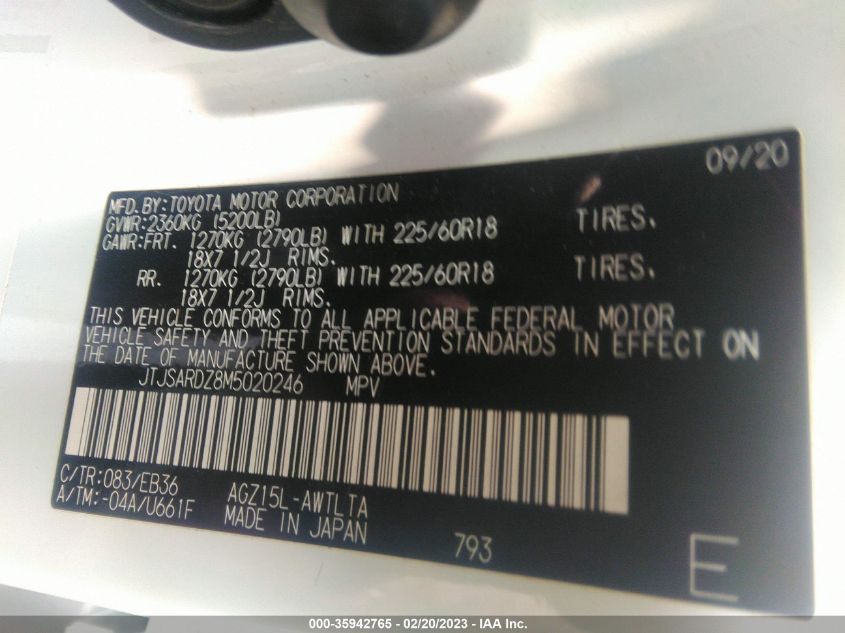 09/20
MFD. BY: TOYOTA MOTOR CORPORATION
GVWR: 2360KG (5200LB)
GAWR: FRT. 1270KG (2790LB) WITH 225/60R18 TIRES.
18X7 1/2J RIMS.
RR. 1270KG (2790LB) WITH 225/60R18 TIRES.
18X7 1/2J RIMS.
THIS VEHICLE CONFORMS TO ALL APPLICABLE FEDERAL MOTOR
VEHICLE SAFETY AND THEFT PREVENTION STANDARDS IN EFFECT ON
THE DATE OF MANUFACTURE SHOWN ABOVE.
JTJSARDZ8M5020246 MPV
C/TR: 083/EB36 AGZ15L-AWTLTA
A/TM: -04A/U661F MADE IN JAPAN 793 E
000-35942765 - 02/20/2023 - IAA Inc.